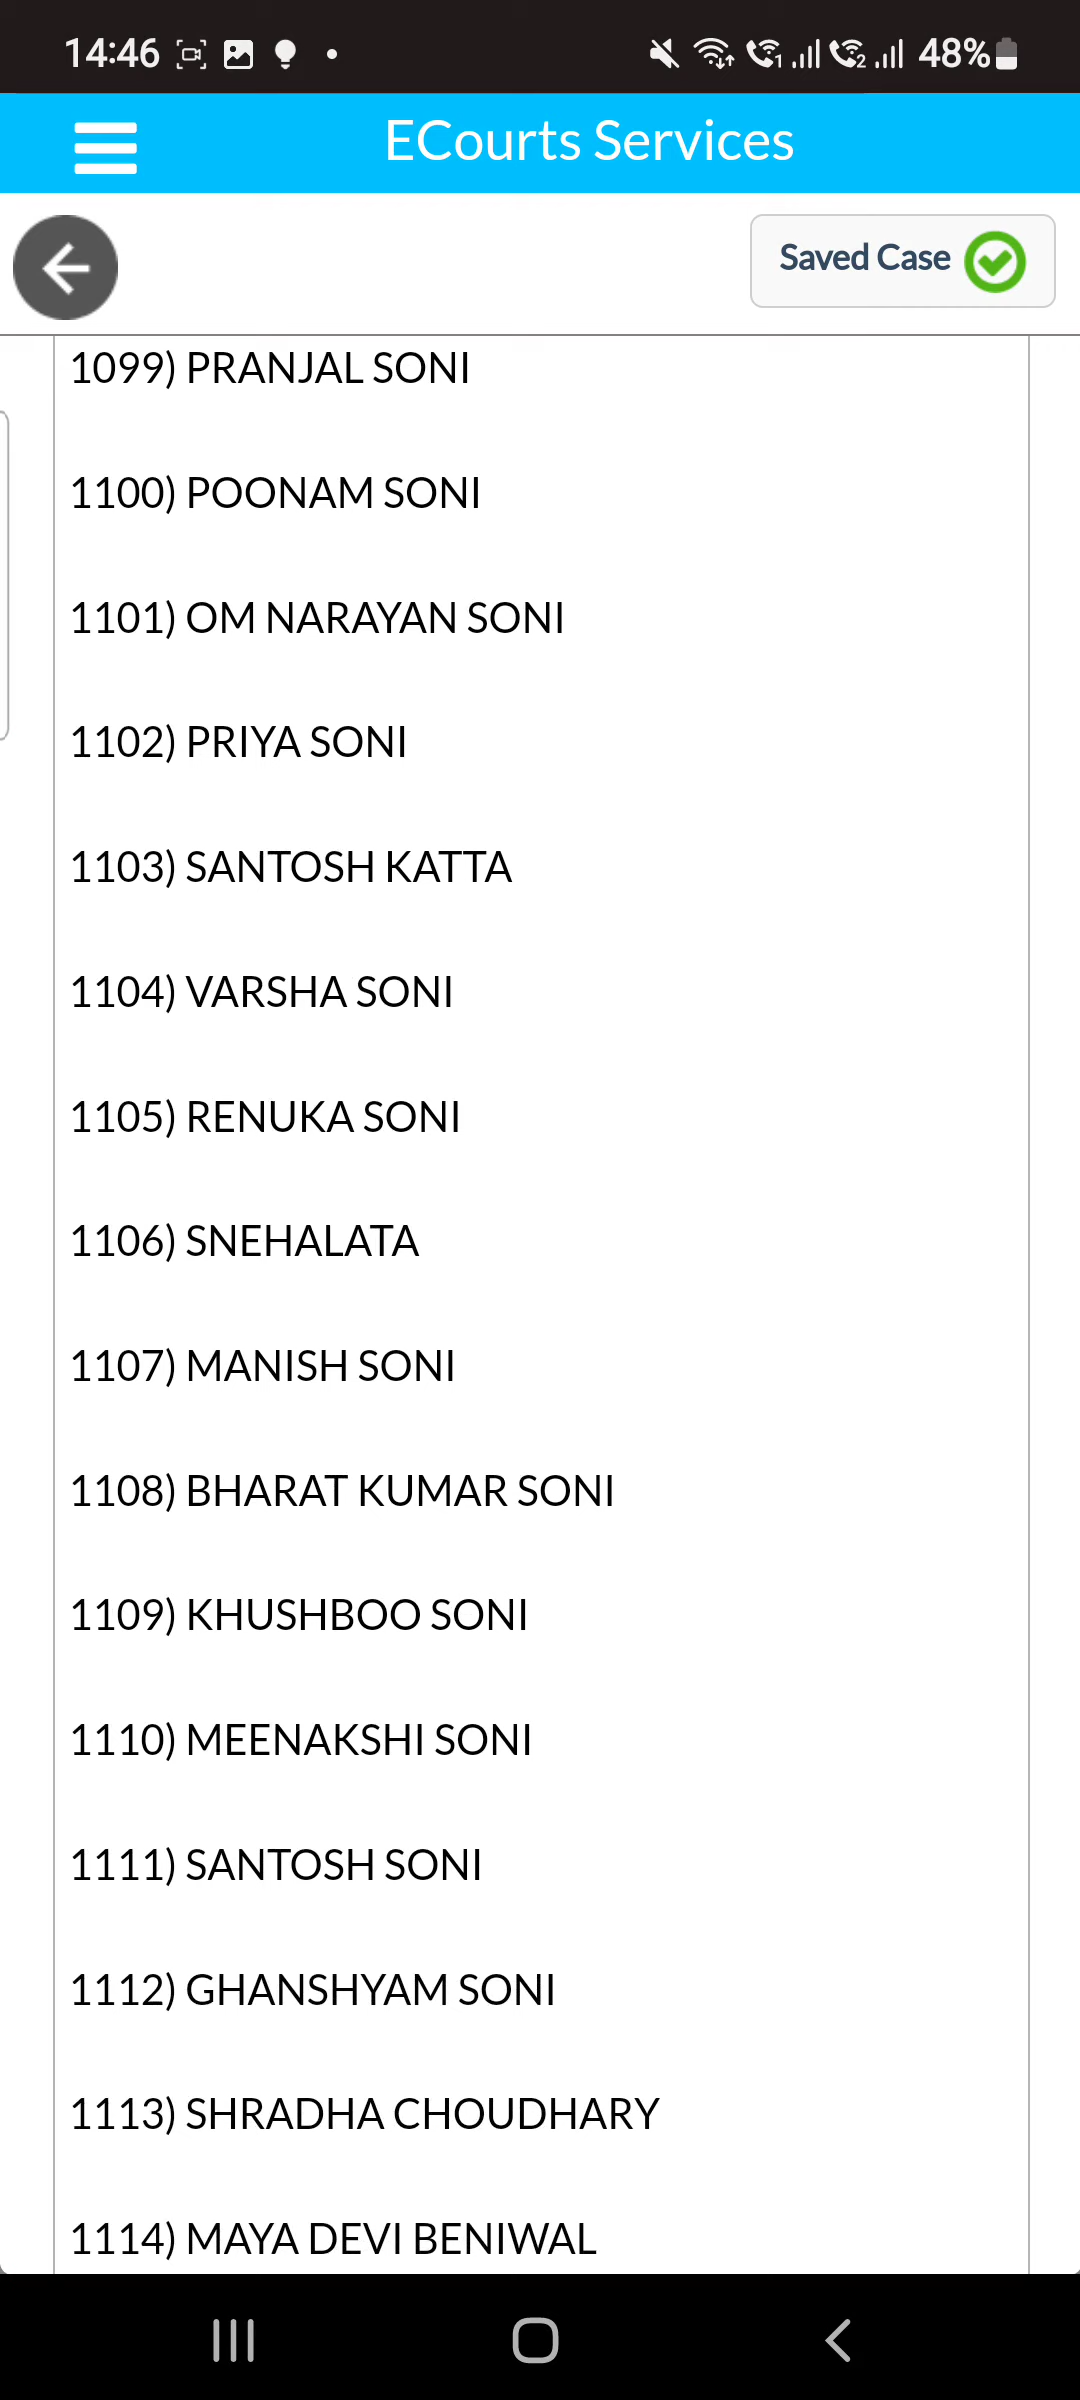 14:46
48%
ECourts Services
Saved Case
1099) PRANJAL SONI
1100) POONAM SONI
1101) OM NARAYAN SONI
1102) PRIYA SONI
1103) SANTOSH KATTA
1104) VARSHA SONI
1105) RENUKA SONI
1106) SNEHALATA
1107) MANISH SONI
1108) BHARAT KUMAR SONI
1109) KHUSHBOO SONI
1110) MEENAKSHI SONI
1111) SANTOSH SONI
1112) GHANSHYAM SONI
1113) SHRADHA CHOUDHARY
1114) MAYA DEVI BENIWAL